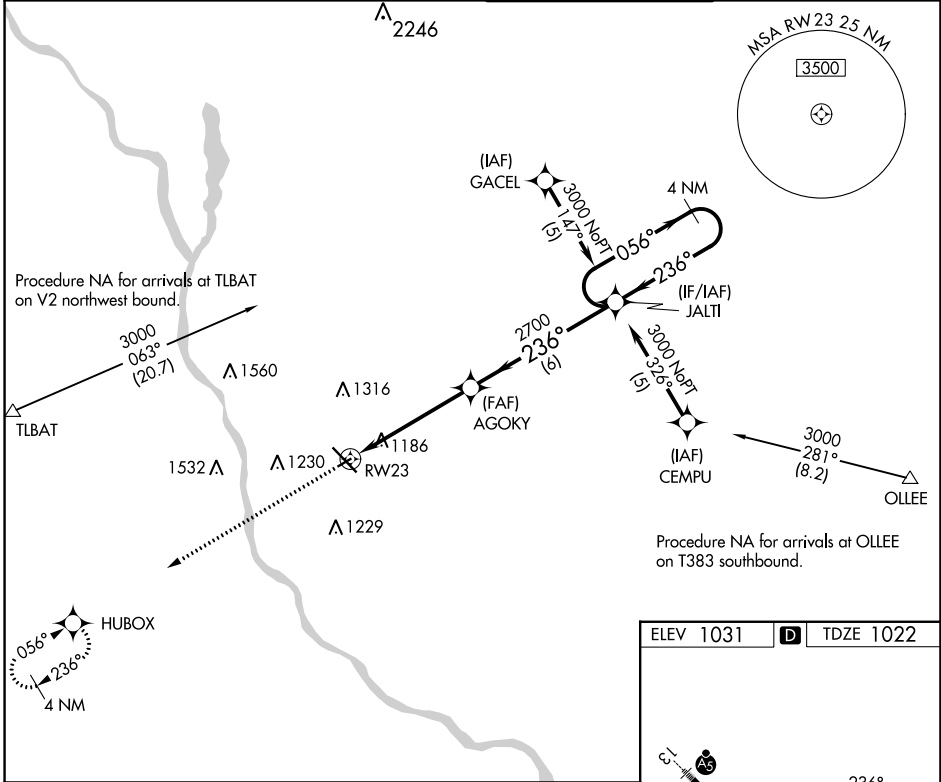 2246
MSA RW23 25 NM
3500
(IAF)
GACEL
3000 NoPT
147°
(5)
4 NM
056°
236°
(IF/IAF)
JALTI
Procedure NA for arrivals at TLBAT
on V2 northwest bound.
3000
063°
(20.7)
TLBAT
2700
236°
(6)
3000 NoPT
326°
(5)
1560
1316
(FAF)
AGOKY
1186
1532
1230
RW23
(IAF)
CEMPU
3000
281°
(8.2)
OLLEE
1229
Procedure NA for arrivals at OLLEE
on T383 southbound.
HUBOX
056°
236°
4 NM
ELEV 1031
D
TDZE 1022
13
A5
236°